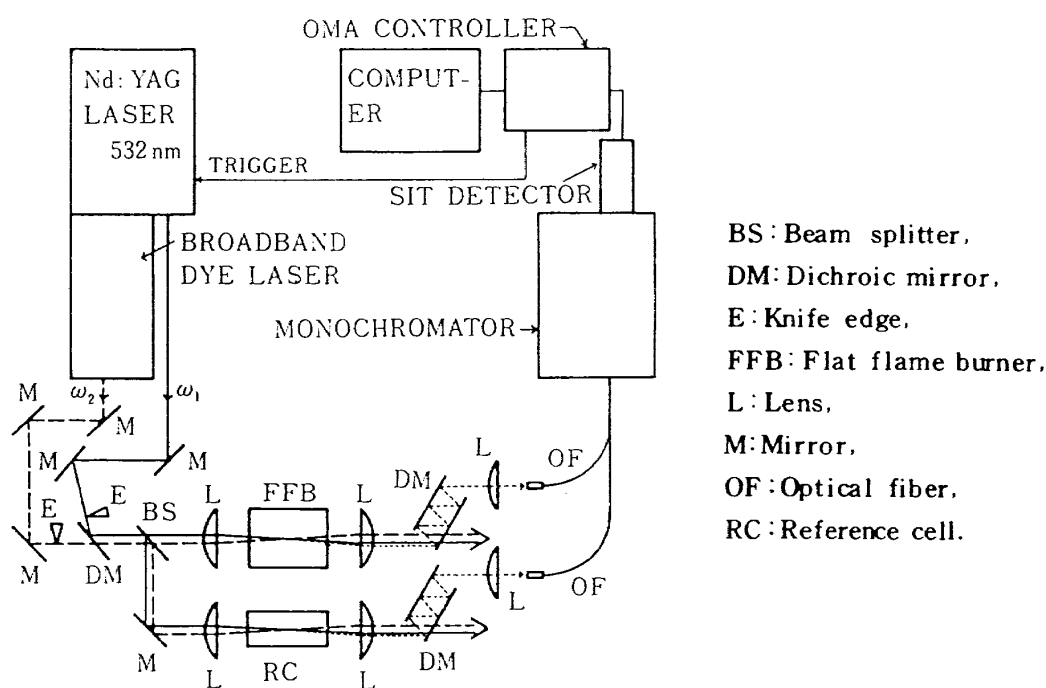 OMA CONTROLLER
Nd: YAG
LASER
532 nm
COMPUT-
ER
TRIGGER
SIT DETECTOR
BROADBAND
DYE LASER
MONOCHROMATOR
ω₂
ω₁
M
M
M
M
L
OF
DM
E
E
BS
L
FFB
L
M
DM
L
OF
M
L
RC
L
DM
BS:Beam splitter,
DM:Dichroic mirror,
E:Knife edge,
FFB:Flat flame burner,
L:Lens,
M:Mirror,
OF:Optical fiber,
RC:Reference cell.